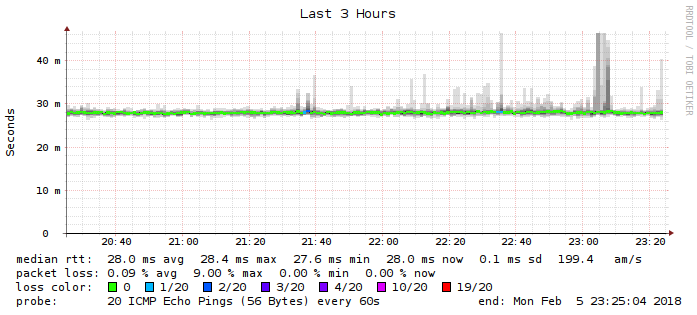 Last 3 Hours
RRDTOOL / TOBI OETIKER
Seconds
40 m
30 m
20 m
10 m
0
20:40 21:00 21:20 21:40 22:00 22:20 22:40 23:00 23:20
median rtt: 28.0 ms avg 28.4 ms max 27.6 ms min 28.0 ms now 0.1 ms sd 199.4 am/s
packet loss: 0.09 % avg 9.00 % max 0.00 % min 0.00 % now
loss color: 0 1/20 2/20 3/20 4/20 10/20 19/20
probe: 20 ICMP Echo Pings (56 Bytes) every 60s end: Mon Feb 5 23:25:04 2018